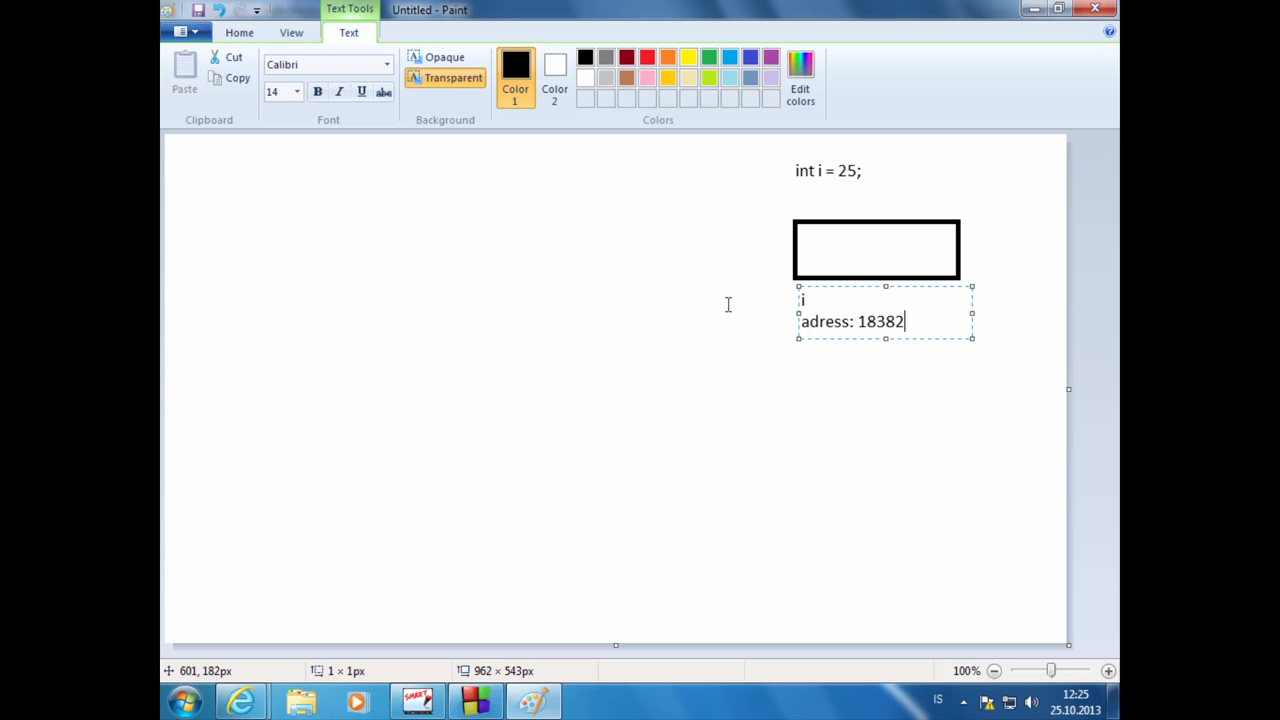 Text Tools
Untitled - Paint
Home
View
Text
Paste
Cut
Copy
Clipboard
Calibri
14
B
I
U
abc
Font
Opaque
Transparent
Background
Color
1
Color
2
Edit
colors
Colors
int i = 25;
i
adress: 18382
601, 182px
1 × 1px
962 × 543px
100%
SMART
IS
12:25
25.10.2013